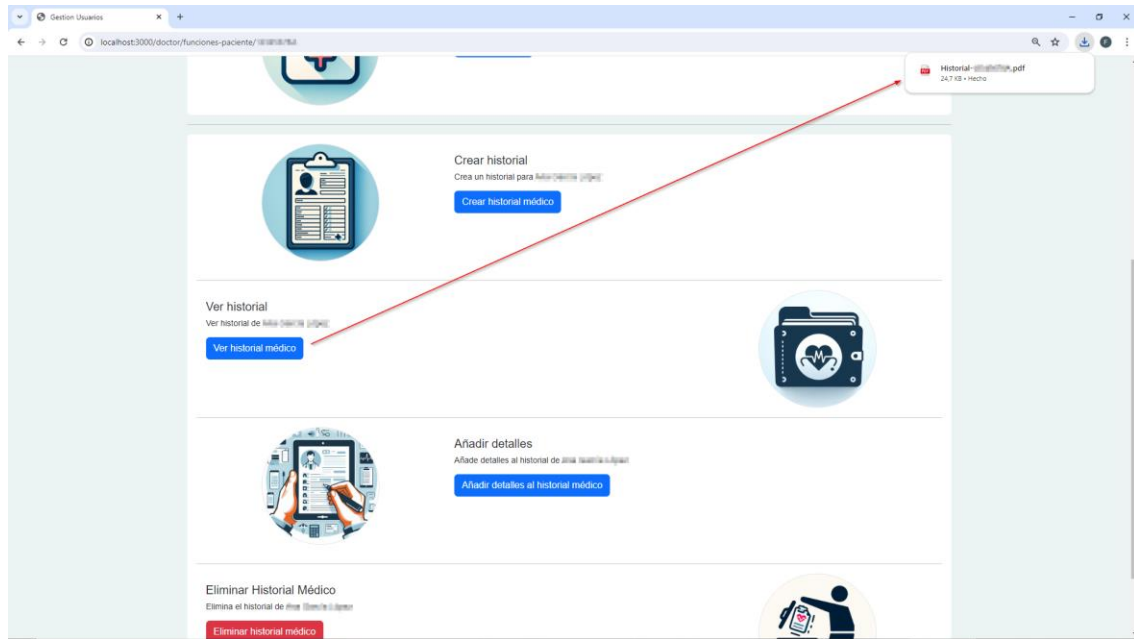 Gestion Usuarios
localhost:3000/doctor/funciones-paciente/
Historial-
.pdf
24,7 KB • Hecho
Crear historial
Crea un historial para
Crear historial médico
Ver historial
Ver historial de
Ver historial médico
Añadir detalles
Añade detalles al historial de
Añadir detalles al historial médico
Eliminar Historial Médico
Elimina el historial de
Eliminar historial médico